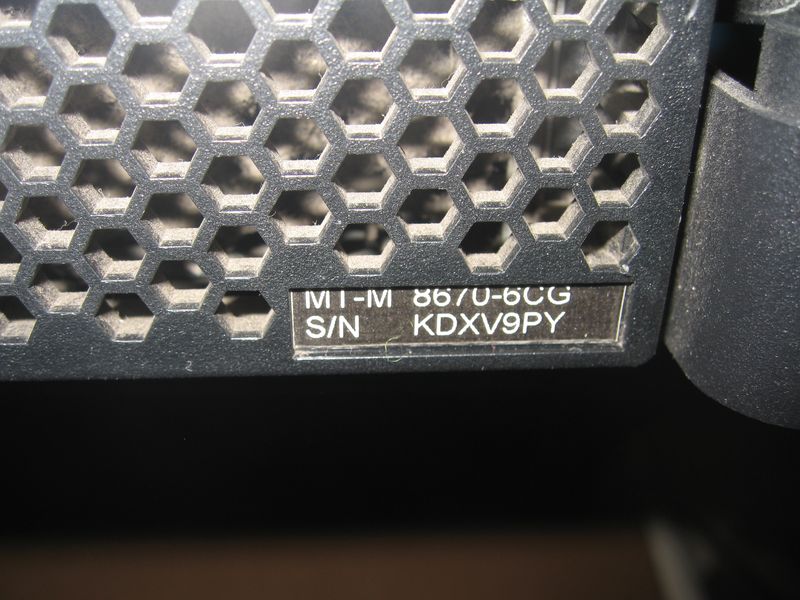 MT-M 8670-6CG
S/N KDXV9PY